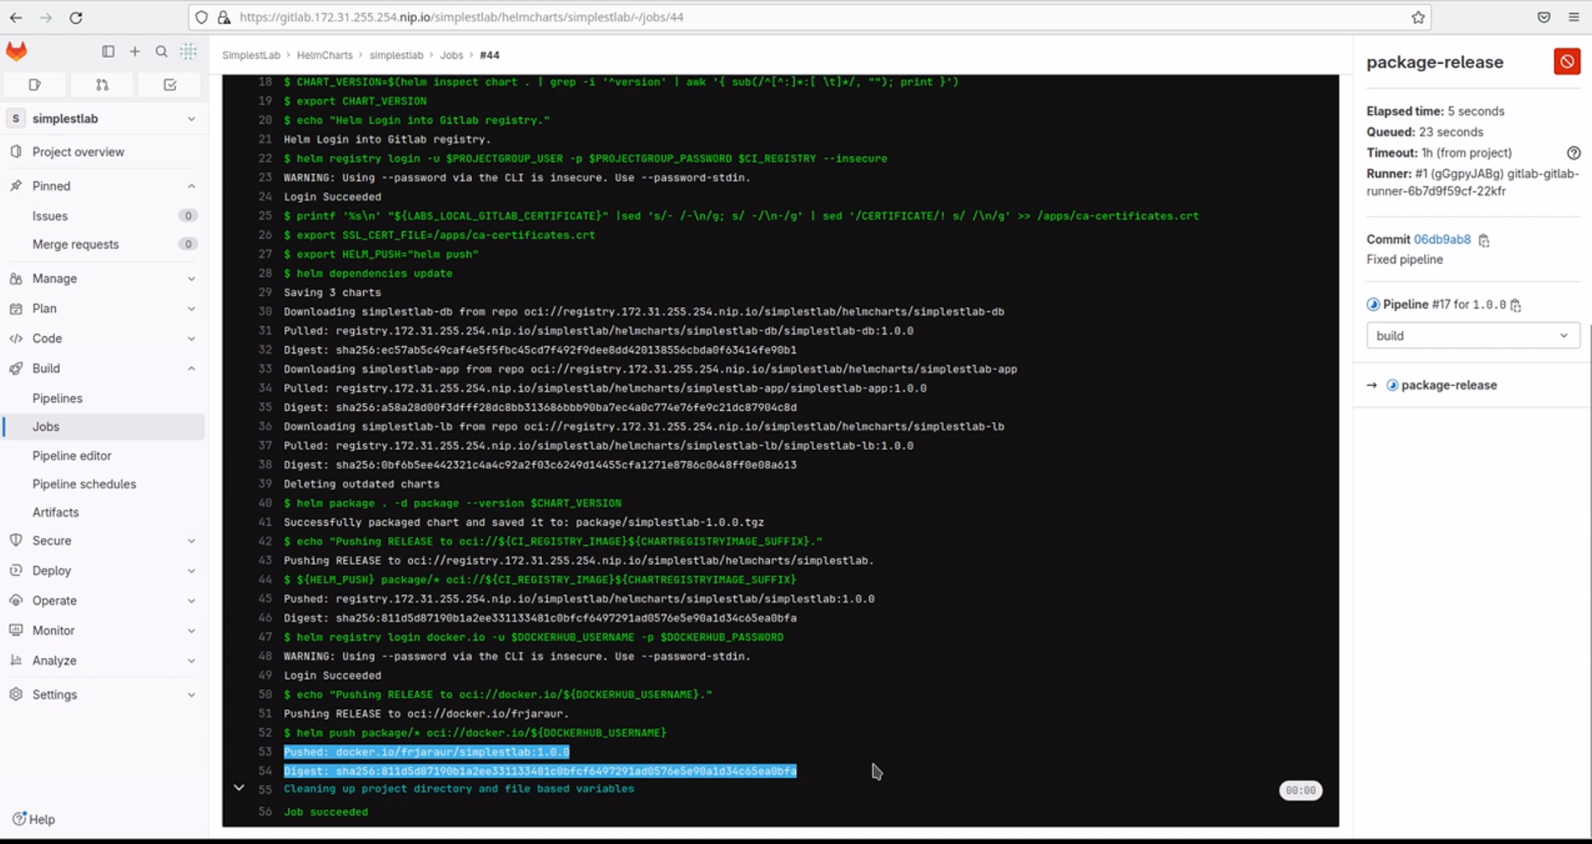 https://gitlab.172.31.255.254.nip.io/simplestlab/helmcharts/simplestlab/-/jobs/44
SimplestLab > HelmCharts > simplestlab > Jobs > #44
S simplestlab
Project overview
Pinned
Issues 0
Merge requests 0
Manage
Plan
Code
Build
Pipelines
Jobs
Pipeline editor
Pipeline schedules
Artifacts
Secure
Deploy
Operate
Monitor
Analyze
Settings
Help
18 $ CHART_VERSION=$(helm inspect chart . | grep -i '^version' | awk '{ sub(/^[^:]*:[ \t]*/, ""); print }')
19 $ export CHART_VERSION
20 $ echo "Helm Login into Gitlab registry."
21 Helm Login into Gitlab registry.
22 $ helm registry login -u $PROJECTGROUP_USER -p $PROJECTGROUP_PASSWORD $CI_REGISTRY --insecure
23 WARNING: Using --password via the CLI is insecure. Use --password-stdin.
24 Login Succeeded
25 $ printf '%s\n' "${LABS_LOCAL_GITLAB_CERTIFICATE}" |sed 's/- /-\n/g; s/ -/\n-/g' | sed '/CERTIFICATE/! s/ /\n/g' >> /apps/ca-certificates.crt
26 $ export SSL_CERT_FILE=/apps/ca-certificates.crt
27 $ export HELM_PUSH="helm push"
28 $ helm dependencies update
29 Saving 3 charts
30 Downloading simplestlab-db from repo oci://registry.172.31.255.254.nip.io/simplestlab/helmcharts/simplestlab-db
31 Pulled: registry.172.31.255.254.nip.io/simplestlab/helmcharts/simplestlab-db/simplestlab-db:1.0.0
32 Digest: sha256:ec57ab5c49caf4e5f5fbc45cd7f492f9dee8dd420138556cbda0f63414fe90b1
33 Downloading simplestlab-app from repo oci://registry.172.31.255.254.nip.io/simplestlab/helmcharts/simplestlab-app
34 Pulled: registry.172.31.255.254.nip.io/simplestlab/helmcharts/simplestlab-app/simplestlab-app:1.0.0
35 Digest: sha256:a58a28d00f3dfff28dc8bb313686bbb90ba7ec4a0c774e76fe9c21dc87904c8d
36 Downloading simplestlab-lb from repo oci://registry.172.31.255.254.nip.io/simplestlab/helmcharts/simplestlab-lb
37 Pulled: registry.172.31.255.254.nip.io/simplestlab/helmcharts/simplestlab-lb/simplestlab-lb:1.0.0
38 Digest: sha256:0bf6b5ee442321c4a4c92a2f03c6249d14455cfa1271e8786c0648ff0e08a613
39 Deleting outdated charts
40 $ helm package . -d package --version $CHART_VERSION
41 Successfully packaged chart and saved it to: package/simplestlab-1.0.0.tgz
42 $ echo "Pushing RELEASE to oci://${CI_REGISTRY_IMAGE}${CHARTREGISTRYIMAGE_SUFFIX}."
43 Pushing RELEASE to oci://registry.172.31.255.254.nip.io/simplestlab/helmcharts/simplestlab.
44 $ ${HELM_PUSH} package/* oci://${CI_REGISTRY_IMAGE}${CHARTREGISTRYIMAGE_SUFFIX}
45 Pushed: registry.172.31.255.254.nip.io/simplestlab/helmcharts/simplestlab/simplestlab:1.0.0
46 Digest: sha256:811d5d87190b1a2ee331133481c0bfcf6497291ad0576e5e90a1d34c65ea0bfa
47 $ helm registry login docker.io -u $DOCKERHUB_USERNAME -p $DOCKERHUB_PASSWORD
48 WARNING: Using --password via the CLI is insecure. Use --password-stdin.
49 Login Succeeded
50 $ echo "Pushing RELEASE to oci://docker.io/${DOCKERHUB_USERNAME}."
51 Pushing RELEASE to oci://docker.io/frjaraur.
52 $ helm push package/* oci://docker.io/${DOCKERHUB_USERNAME}
53 Pushed: docker.io/frjaraur/simplestlab:1.0.0
54 Digest: sha256:811d5d87190b1a2ee331133481c0bfcf6497291ad0576e5e90a1d34c65ea0bfa
55 Cleaning up project directory and file based variables 00:00
56 Job succeeded
package-release
Elapsed time: 5 seconds
Queued: 23 seconds
Timeout: 1h (from project)
Runner: #1 (gGgpyJABg) gitlab-gitlab-
runner-6b7d9f59cf-22kfr
Commit 06db9ab8
Fixed pipeline
Pipeline #17 for 1.0.0
build
→ package-release